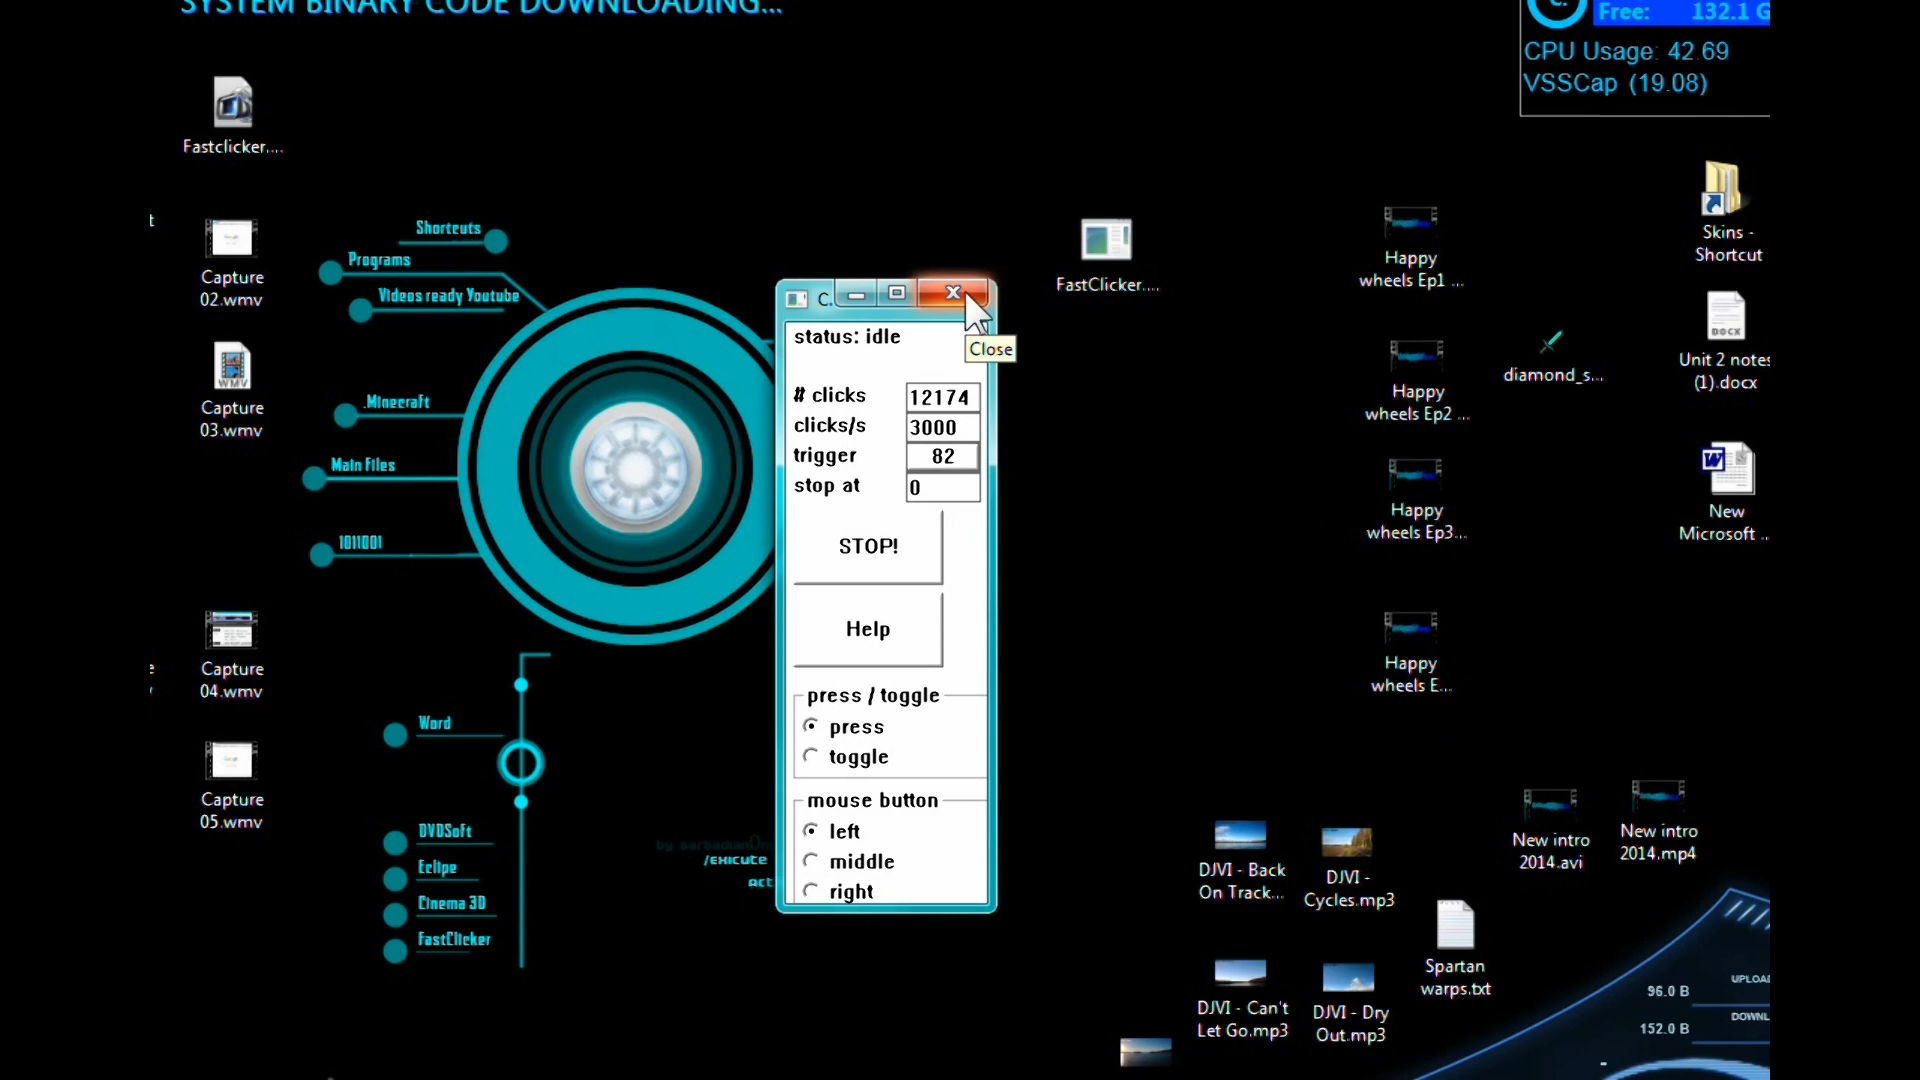 SYSTEM BINARY CODE DOWNLOADING...
Free: 132.1 G
CPU Usage: 42.69
VSSCap (19.08)
Fastclicker....
t
Capture
02.wmv
Capture
03.wmv
Capture
04.wmv
Capture
05.wmv
Shortcuts
Programs
Videos ready Youtube
.Minecraft
Main Files
1011001
Word
DVDSoft
Eclipe
Cinema 3D
FastClicker
/EXICUTE
ACT
C.
Close
status: idle
# clicks 12174
clicks/s 3000
trigger 82
stop at 0
STOP!
Help
press / toggle
press
toggle
mouse button
left
middle
right
FastClicker....
Happy
wheels Ep1 ...
Happy
wheels Ep2 ...
Happy
wheels Ep3...
Happy
wheels E...
diamond_s...
Skins -
Shortcut
DOCX
Unit 2 notes
(1).docx
New
Microsoft ..
New intro
2014.avi
New intro
2014.mp4
DJVI - Back
On Track...
DJVI -
Cycles.mp3
DJVI - Can't
Let Go.mp3
DJVI - Dry
Out.mp3
Spartan
warps.txt
UPLOA
96.0 B
DOWNL
152.0 B